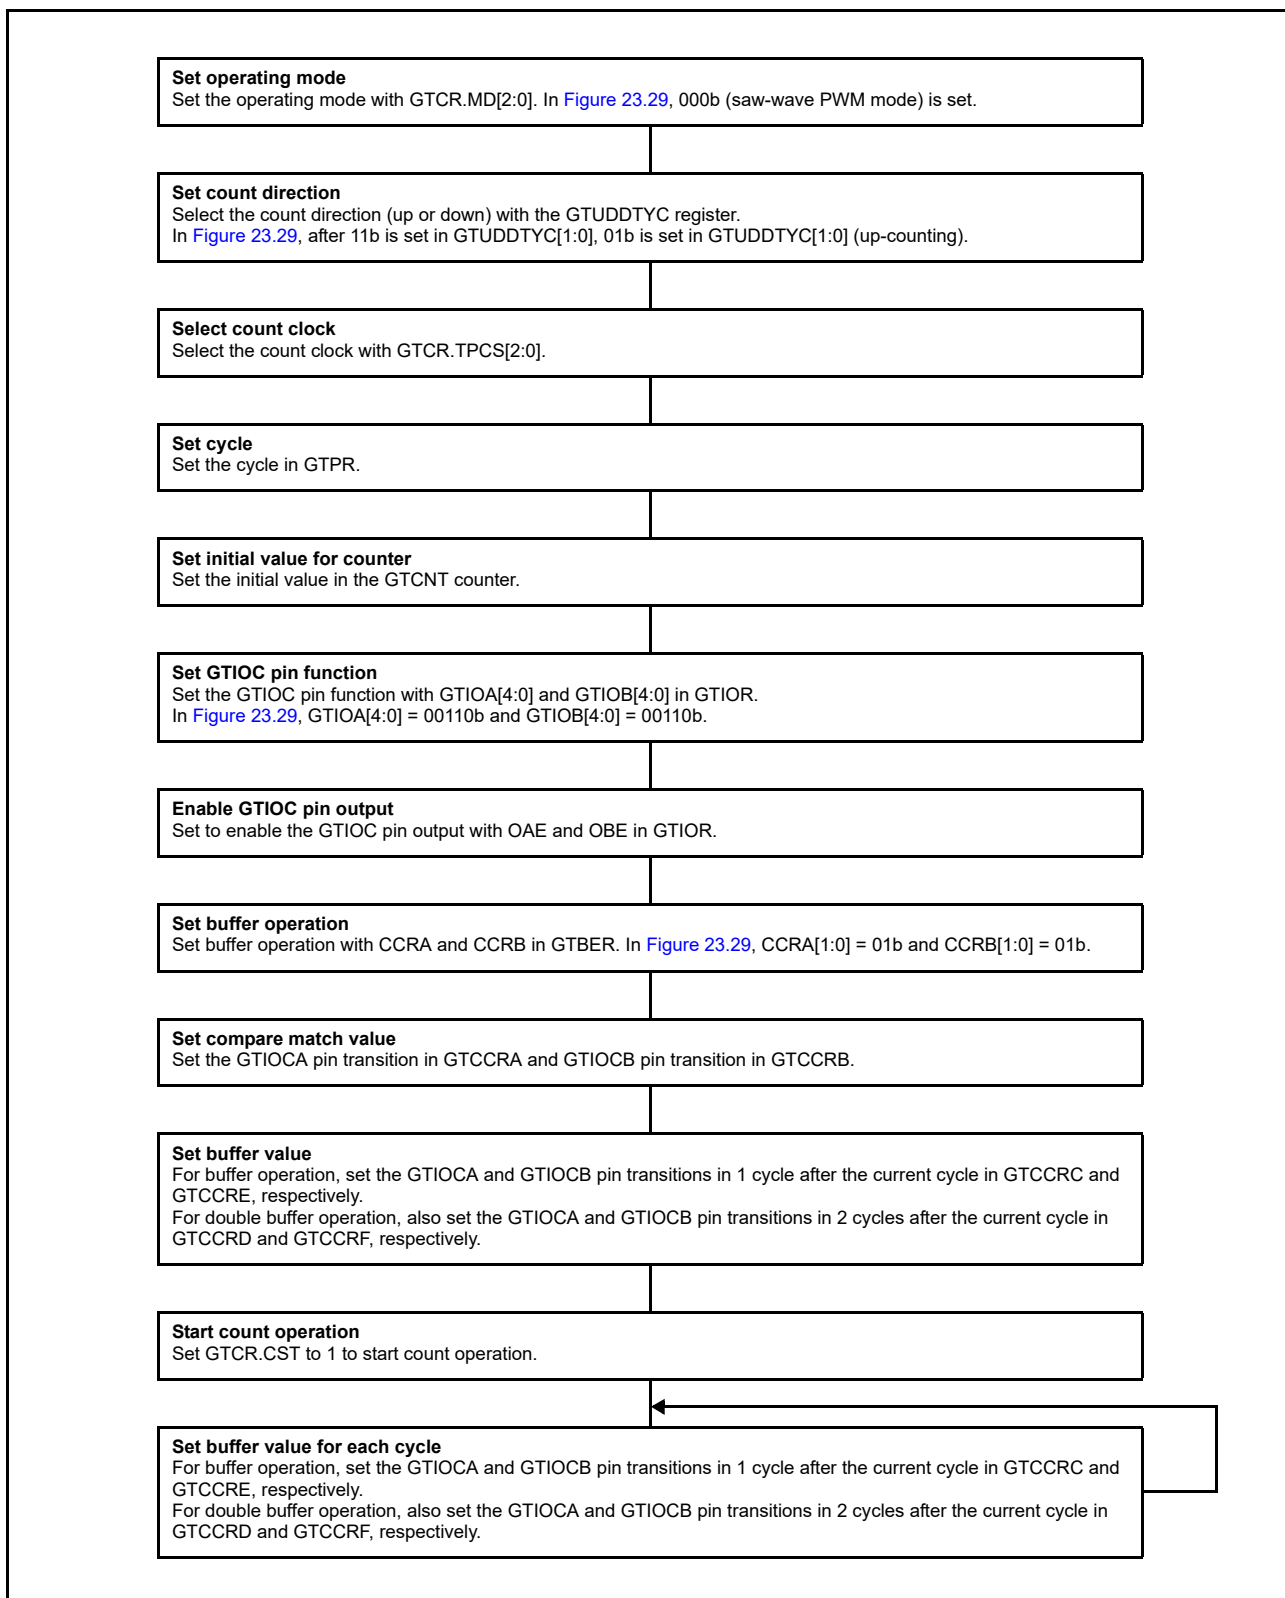 Set operating mode
Set the operating mode with GTCR.MD[2:0]. In Figure 23.29, 000b (saw-wave PWM mode) is set.
Set count direction
Select the count direction (up or down) with the GTUDDTYC register.
In Figure 23.29, after 11b is set in GTUDDTYC[1:0], 01b is set in GTUDDTYC[1:0] (up-counting).
Select count clock
Select the count clock with GTCR.TPCS[2:0].
Set cycle
Set the cycle in GTPR.
Set initial value for counter
Set the initial value in the GTCNT counter.
Set GTIOC pin function
Set the GTIOC pin function with GTIOA[4:0] and GTIOB[4:0] in GTIOR.
In Figure 23.29, GTIOA[4:0] = 00110b and GTIOB[4:0] = 00110b.
Enable GTIOC pin output
Set to enable the GTIOC pin output with OAE and OBE in GTIOR.
Set buffer operation
Set buffer operation with CCRA and CCRB in GTBER. In Figure 23.29, CCRA[1:0] = 01b and CCRB[1:0] = 01b.
Set compare match value
Set the GTIOCA pin transition in GTCCRA and GTIOCB pin transition in GTCCRB.
Set buffer value
For buffer operation, set the GTIOCA and GTIOCB pin transitions in 1 cycle after the current cycle in GTCCRC and
GTCCRE, respectively.
For double buffer operation, also set the GTIOCA and GTIOCB pin transitions in 2 cycles after the current cycle in
GTCCRD and GTCCRF, respectively.
Start count operation
Set GTCR.CST to 1 to start count operation.
Set buffer value for each cycle
For buffer operation, set the GTIOCA and GTIOCB pin transitions in 1 cycle after the current cycle in GTCCRC and
GTCCRE, respectively.
For double buffer operation, also set the GTIOCA and GTIOCB pin transitions in 2 cycles after the current cycle in
GTCCRD and GTCCRF, respectively.